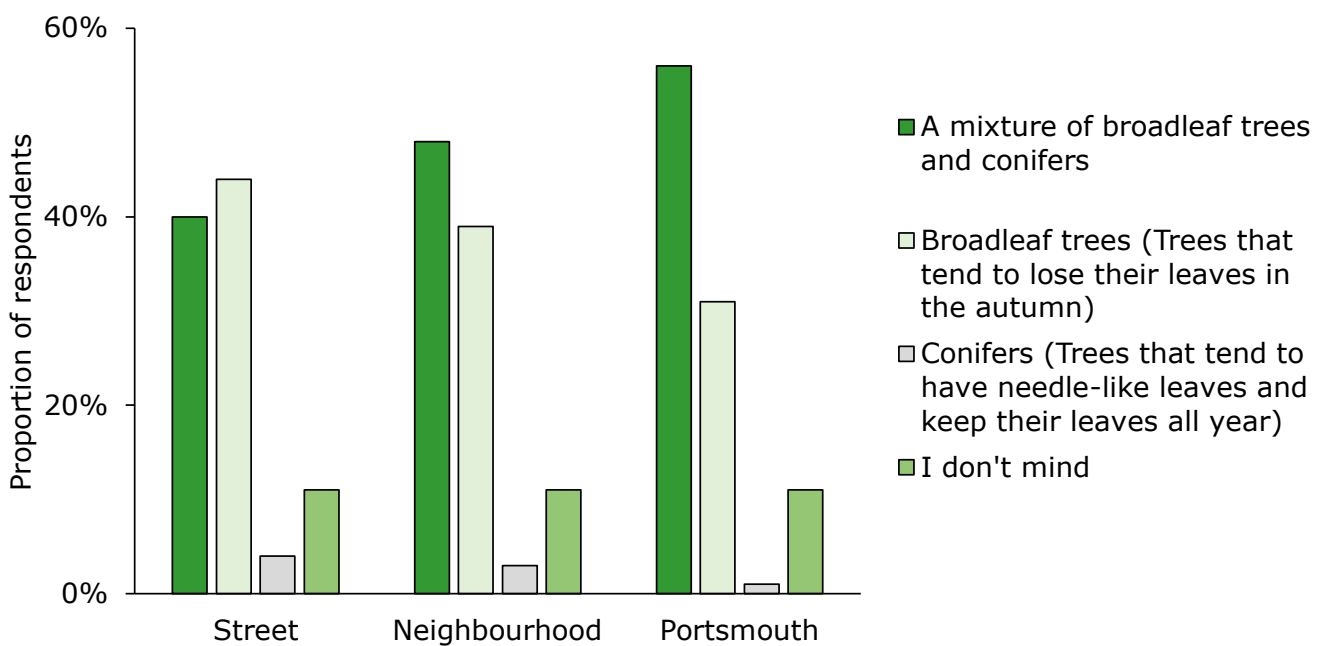 60%
40%
20%
0%
Proportion of respondents
Street
Neighbourhood
Portsmouth
A mixture of broadleaf trees
and conifers
Broadleaf trees (Trees that
tend to lose their leaves in
the autumn)
Conifers (Trees that tend to
have needle-like leaves and
keep their leaves all year)
I don't mind